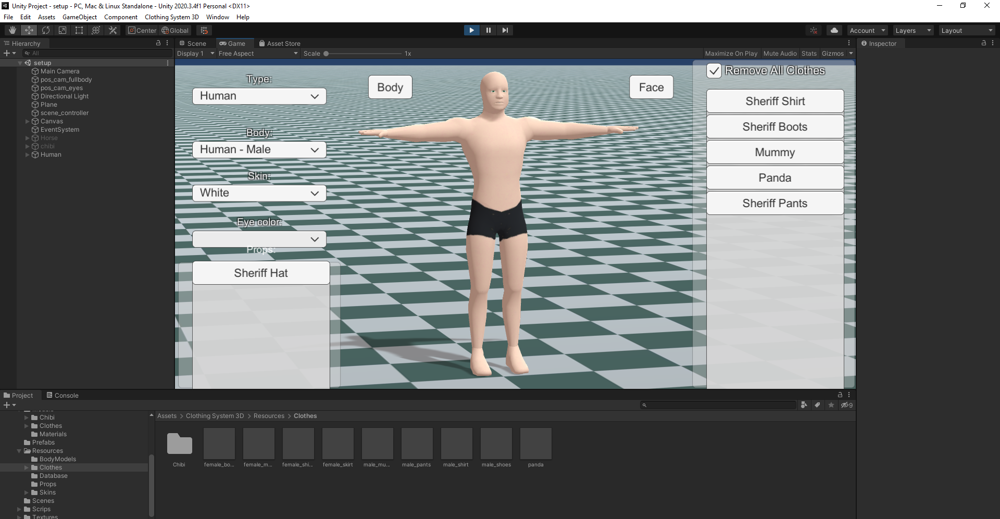 Unity Project - setup - PC, Mac & Linux Standalone - Unity 2020.3.4f1 Personal <DX11>
File Edit Assets GameObject Component Clothing System 3D Window Help
Center Global Account Layers Layout
Hierarchy
All
setup
Main Camera
pos_cam_fullbody
pos_cam_eyes
Directional Light
Plane
scene_controller
Canvas
EventSystem
Horse
chibi
Human
Scene Game Asset Store
Display 1 Free Aspect Scale 1x Maximize On Play Mute Audio Stats Gizmos
Type:
Human
Body:
Human - Male
Skin:
White
Eye color:
Props:
Sheriff Hat
Body
Face
Remove All Clothes
Sheriff Shirt
Sheriff Boots
Mummy
Panda
Sheriff Pants
Inspector
Project Console
9
Models
Chibi
Clothes
Materials
Prefabs
Resources
BodyModels
Clothes
Database
Props
Skins
Scenes
Scrips
Textures
Assets > Clothing System 3D > Resources > Clothes
Chibi female_bo... female_m... female_shi... female_skirt male_mu... male_pants male_shirt male_shoes panda